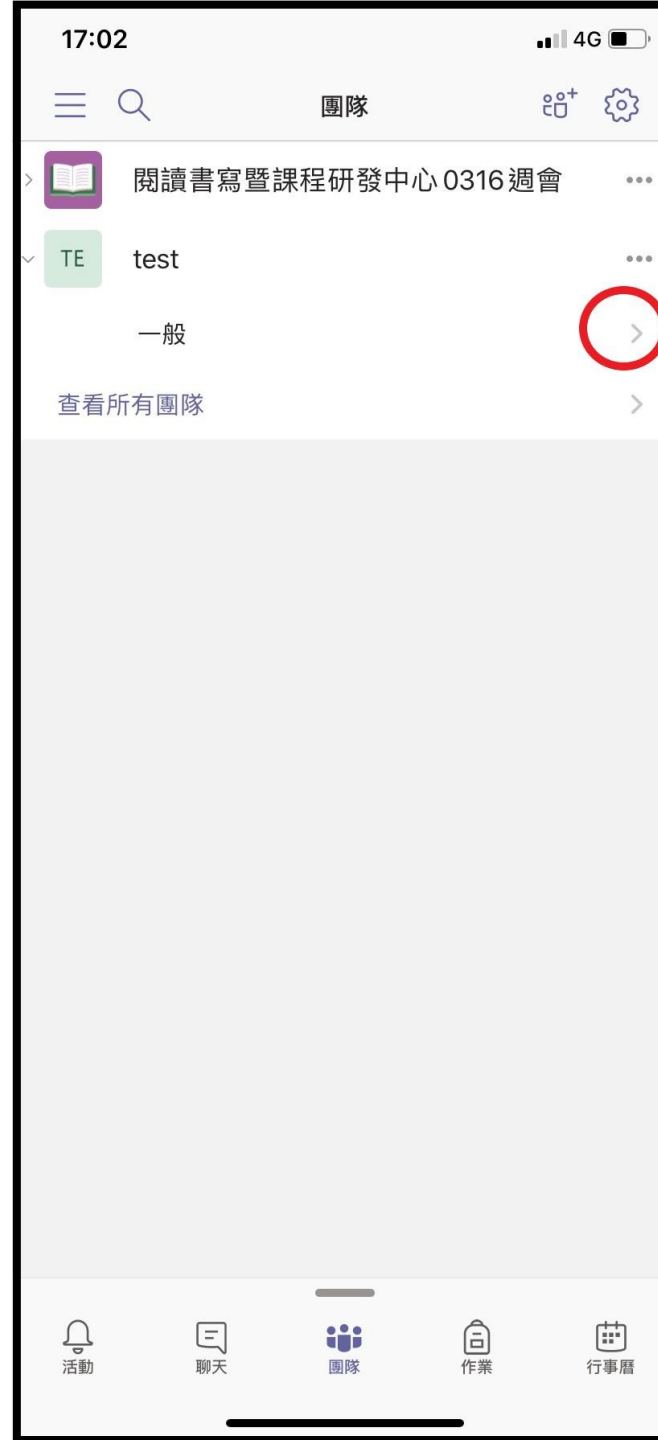 17:02 4G
團隊
閱讀書寫暨課程研發中心0316週會
TE test
一般
查看所有團隊
活動 聊天 團隊 作業 行事曆